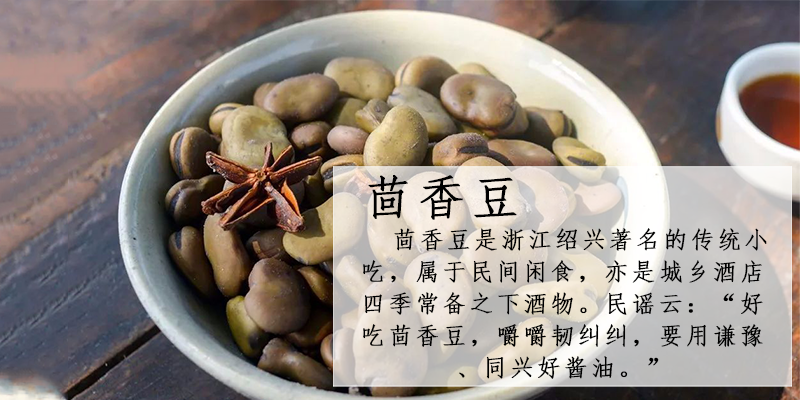 茴香豆
茴香豆是浙江绍兴著名的传统小
吃，属于民间闲食，亦是城乡酒店
四季常备之下酒物。民谣云：“好
吃茴香豆，嚼嚼韧纠纠，要用谦豫
、同兴好酱油。”